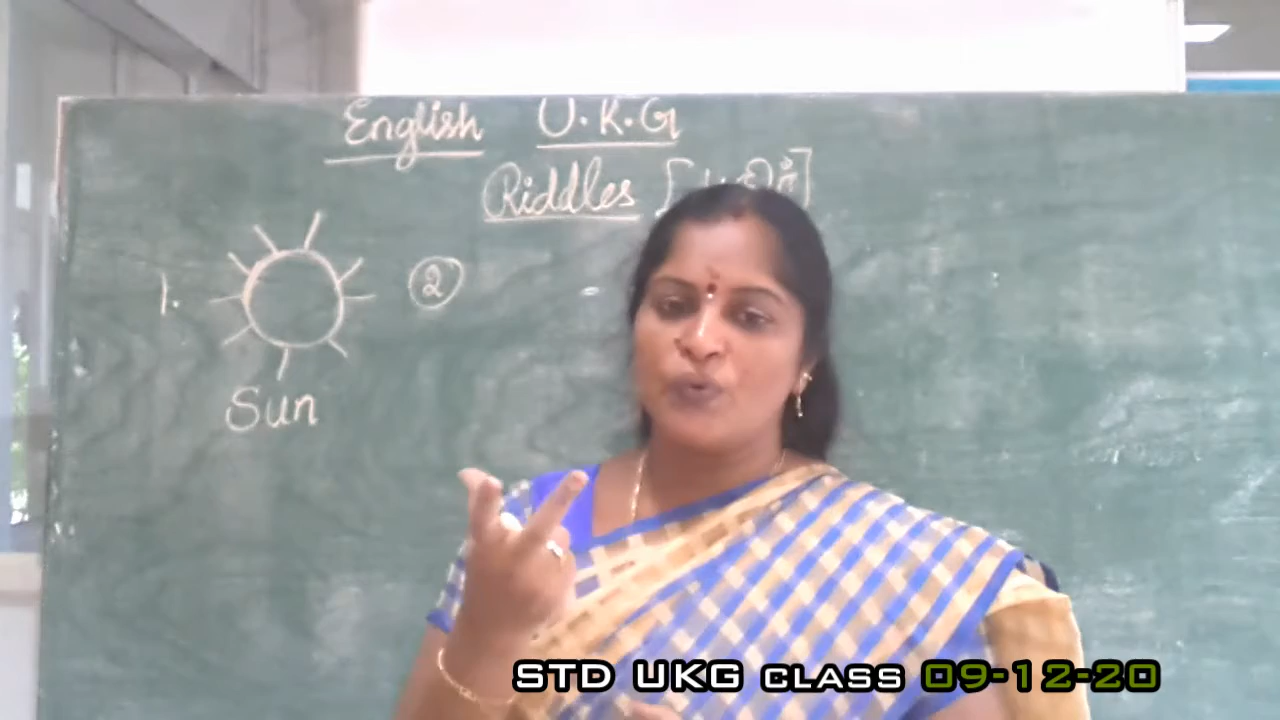 English U.K.G
Riddles
1. ②
Sun
STD UKG CLASS 09-12-20